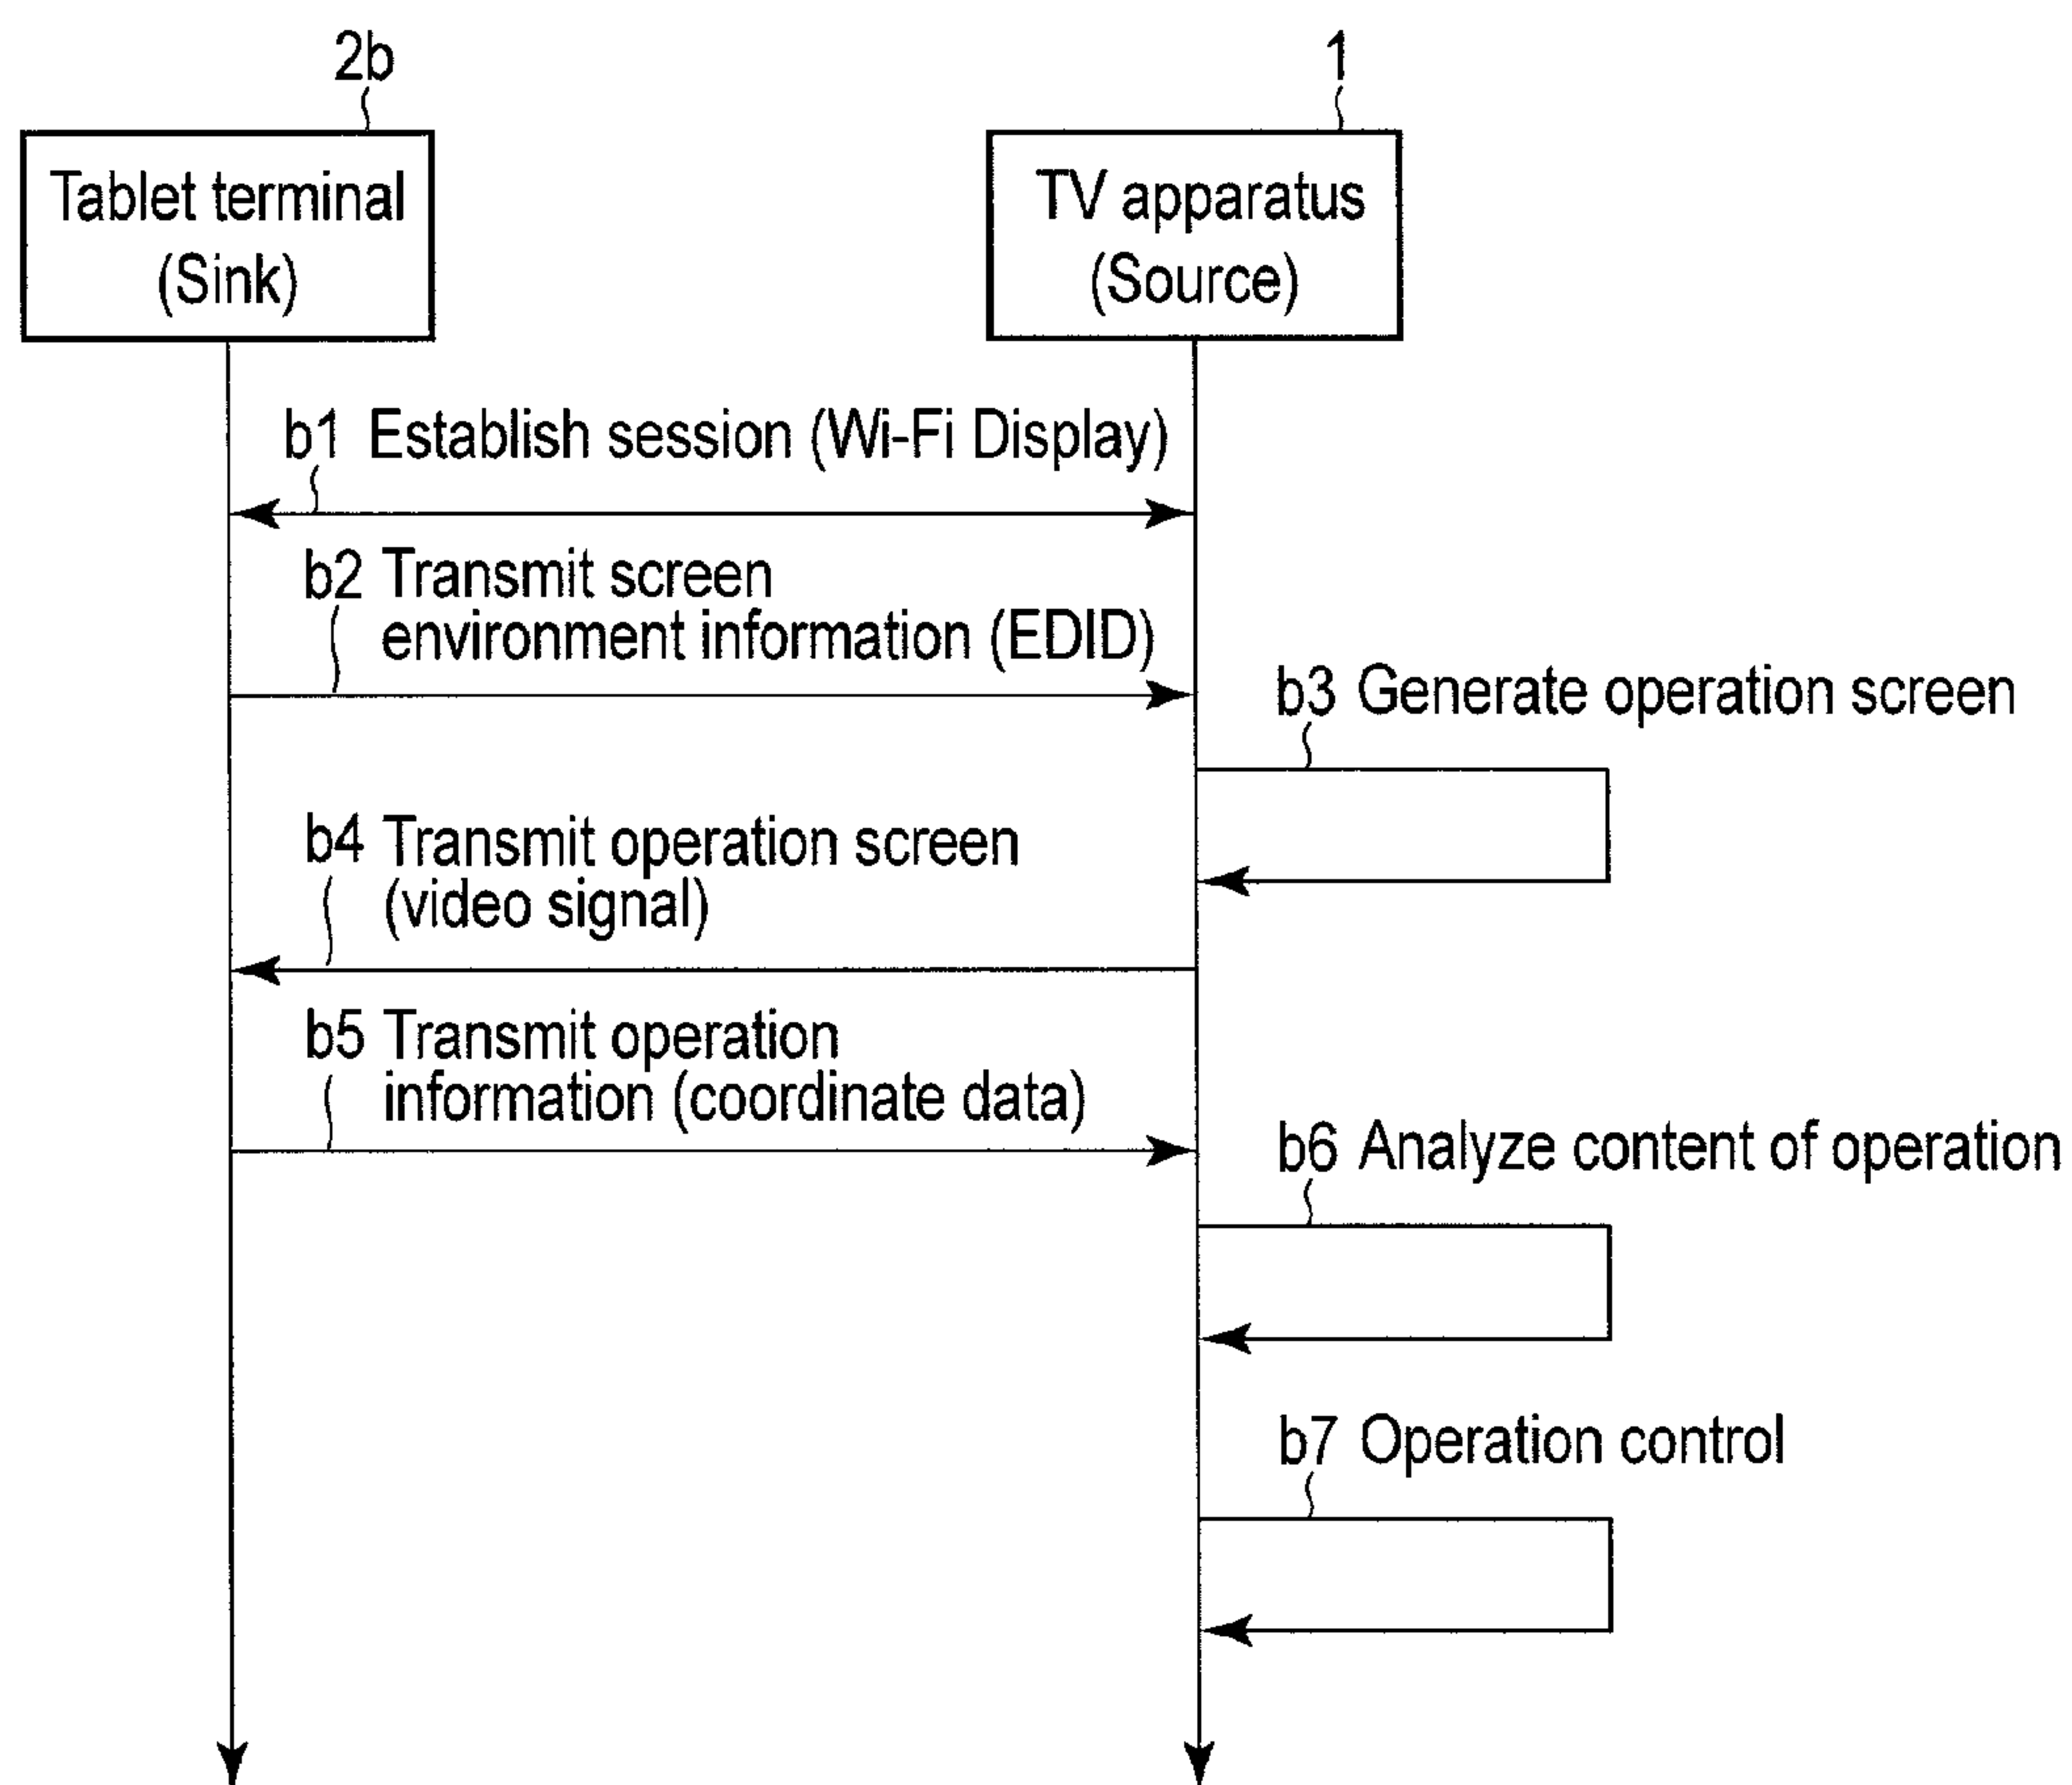 2b
1
Tablet terminal
(Sink)
TV apparatus
(Source)
b1 Establish session (Wi-Fi Display)
b2 Transmit screen
environment information (EDID)
b3 Generate operation screen
b4 Transmit operation screen
(video signal)
b5 Transmit operation
information (coordinate data)
b6 Analyze content of operation
b7 Operation control